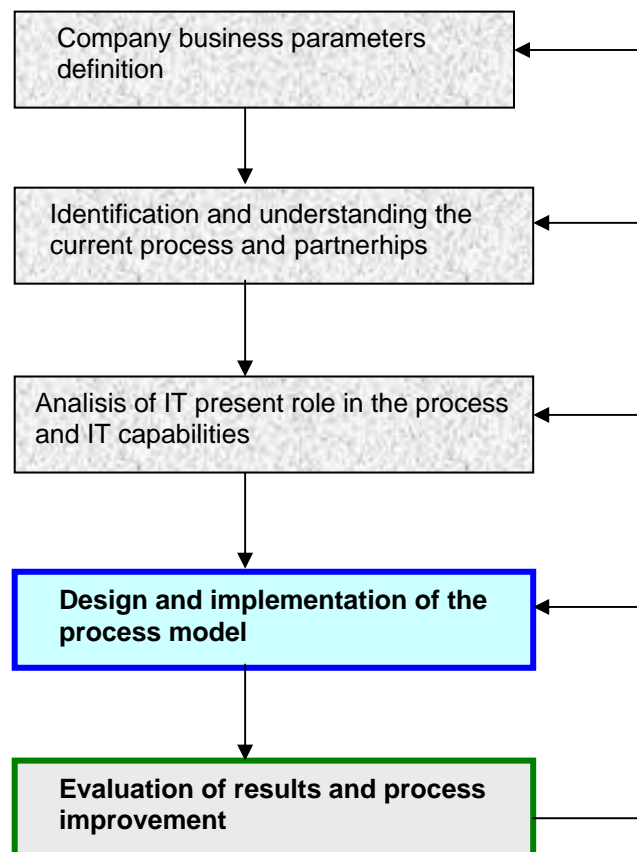 Company business parameters
definition
Identification and understanding the
current process and partnerhips
Analisis of IT present role in the process
and IT capabilities
Design and implementation of the
process model
Evaluation of results and process
improvement